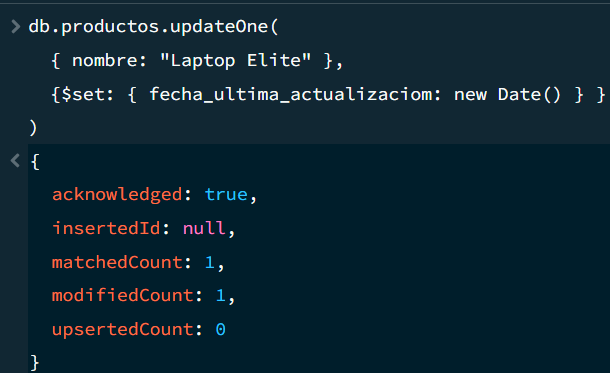 db.productos.updateOne(
{ nombre: "Laptop Elite" },
{$set: { fecha_ultima_actualizaciom: new Date() } }
)
{
acknowledged: true,
insertedId: null,
matchedCount: 1,
modifiedCount: 1,
upsertedCount: 0
}